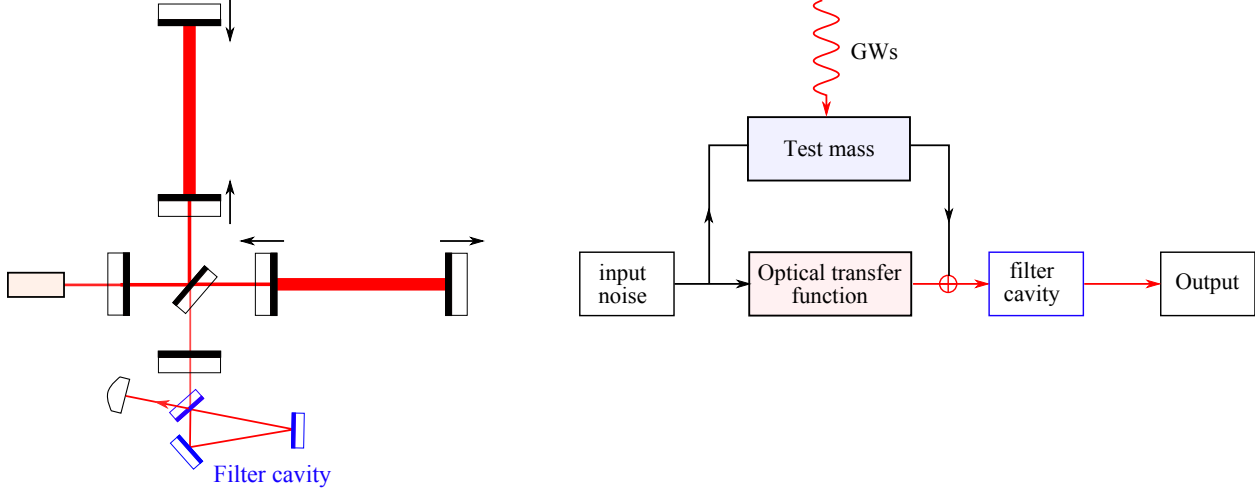 GWs
Test mass
input
noise
Optical transfer
function
filter
cavity
Output
Filter cavity